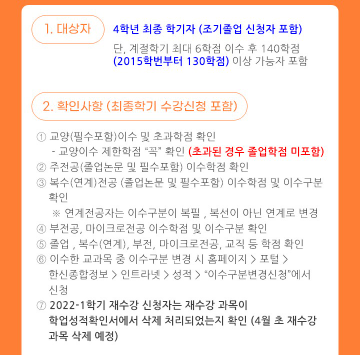 1. 대상자
4학년 최종 학기자 (조기졸업 신청자 포함)
단, 계절학기 최대 6학점 이수 후 140학점
(2015학번부터 130학점) 이상 가능자 포함
2. 확인사항 (최종학기 수강신청 포함)
① 교양(필수포함)이수 및 초과학점 확인
- 교양이수 제한학점 “꼭” 확인 (초과된 경우 졸업학점 미포함)
② 주전공(졸업논문 및 필수포함) 이수학점 확인
③ 복수(연계)전공 (졸업논문 및 필수포함) 이수학점 및 이수구분
확인
※ 연계전공자는 이수구분이 복필 , 복선이 아닌 연계로 변경
④ 부전공, 마이크로전공 이수학점 및 이수구분 확인
⑤ 졸업 , 복수(연계), 부전, 마이크로전공, 교직 등 학점 확인
⑥ 이수한 교과목 중 이수구분 변경 시 홈페이지 > 포털 >
한신종합정보 > 인트라넷 > 성적 > “이수구분변경신청”에서
신청
⑦ 2022-1학기 재수강 신청자는 재수강 과목이
학업성적확인서에서 삭제 처리되었는지 확인 (4월 초 재수강
과목 삭제 예정)